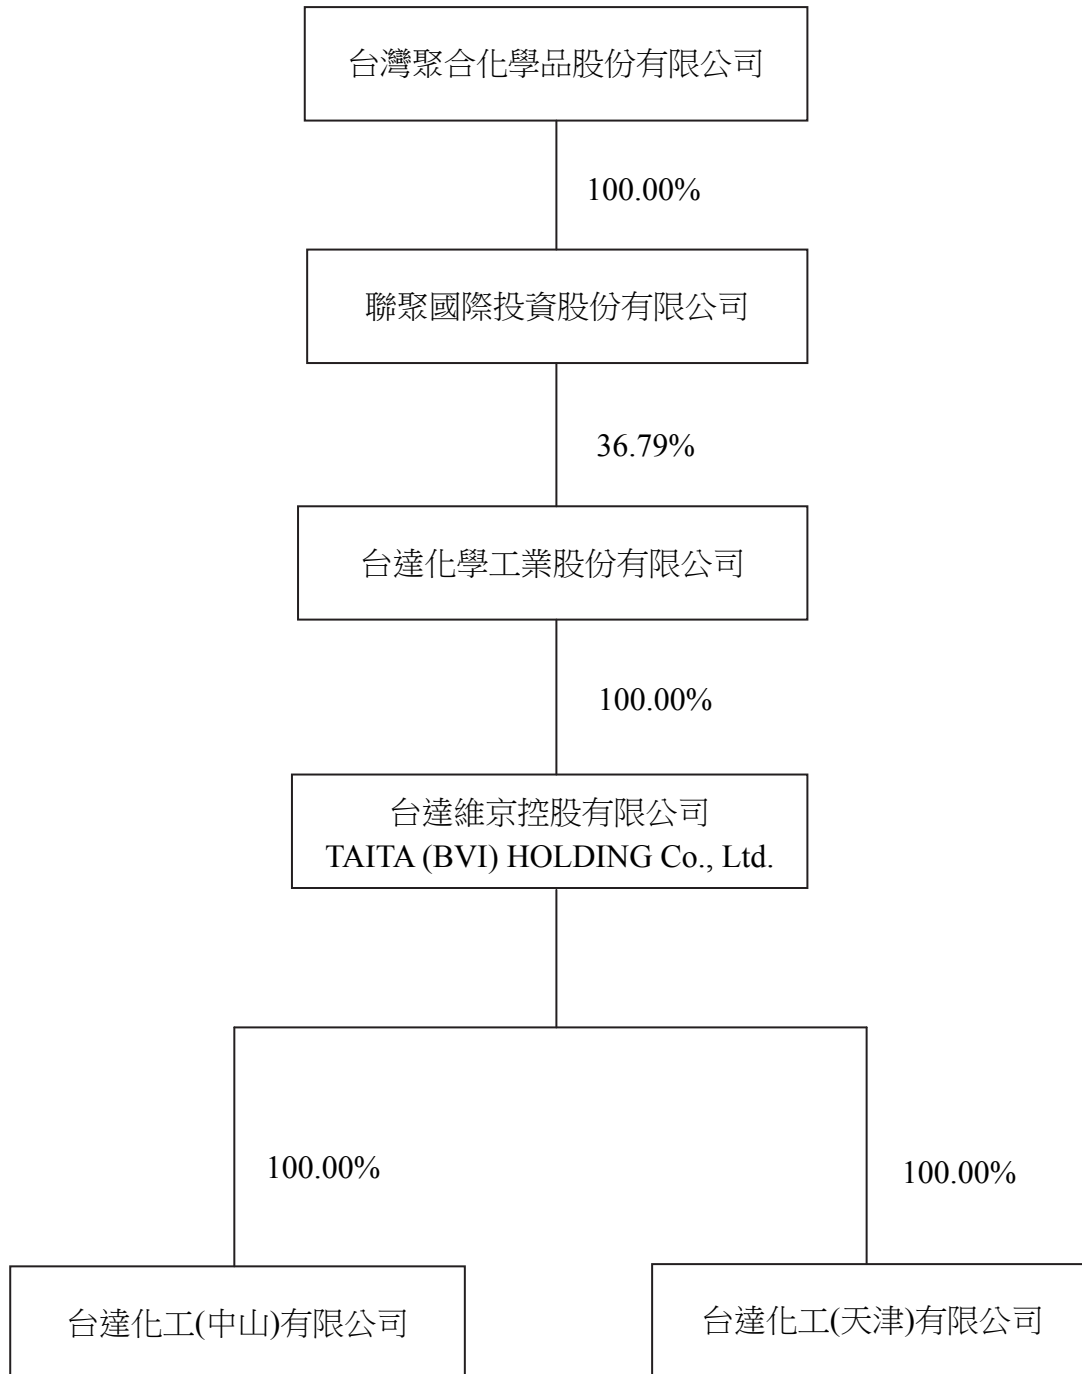 台灣聚合化學品股份有限公司
100.00%
聯聚國際投資股份有限公司
36.79%
台達化學工業股份有限公司
100.00%
台達維京控股有限公司
TAITA (BVI) HOLDING Co., Ltd.
100.00%
100.00%
台達化工(中山)有限公司
台達化工(天津)有限公司